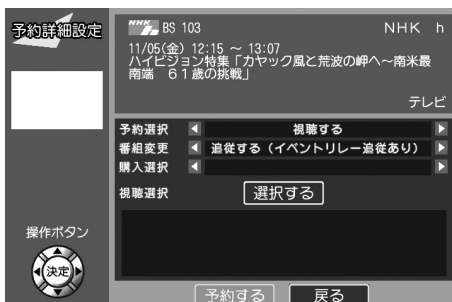 予約詳細設定
NHK BS 103 NHK h
11/05(金) 12:15 ～ 13:07
ハイビジョン特集「カヤック風と荒波の岬へ～南米最
南端　６１歳の挑戦」
テレビ
予約選択 ◀ 視聴する ▶
番組変更 ◀ 追従する（イベントリレー追従あり） ▶
購入選択 ◀ ▶
視聴選択 選択する
操作ボタン
決定
予約する 戻る